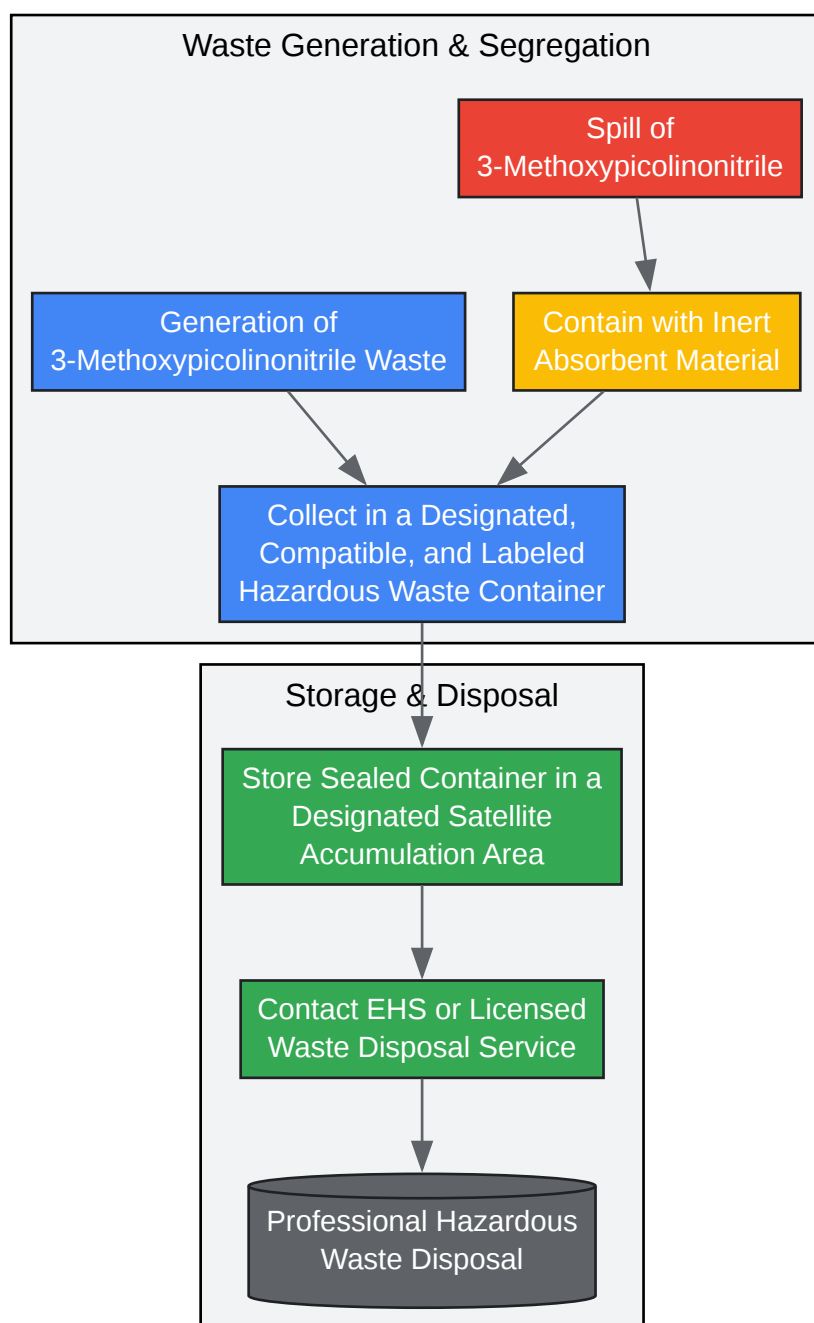 Waste Generation & Segregation
Spill of
3-Methoxypicolinonitrile
Generation of
3-Methoxypicolinonitrile Waste
Contain with Inert
Absorbent Material
Collect in a Designated,
Compatible, and Labeled
Hazardous Waste Container
Storage & Disposal
Store Sealed Container in a
Designated Satellite
Accumulation Area
Contact EHS or Licensed
Waste Disposal Service
Professional Hazardous
Waste Disposal